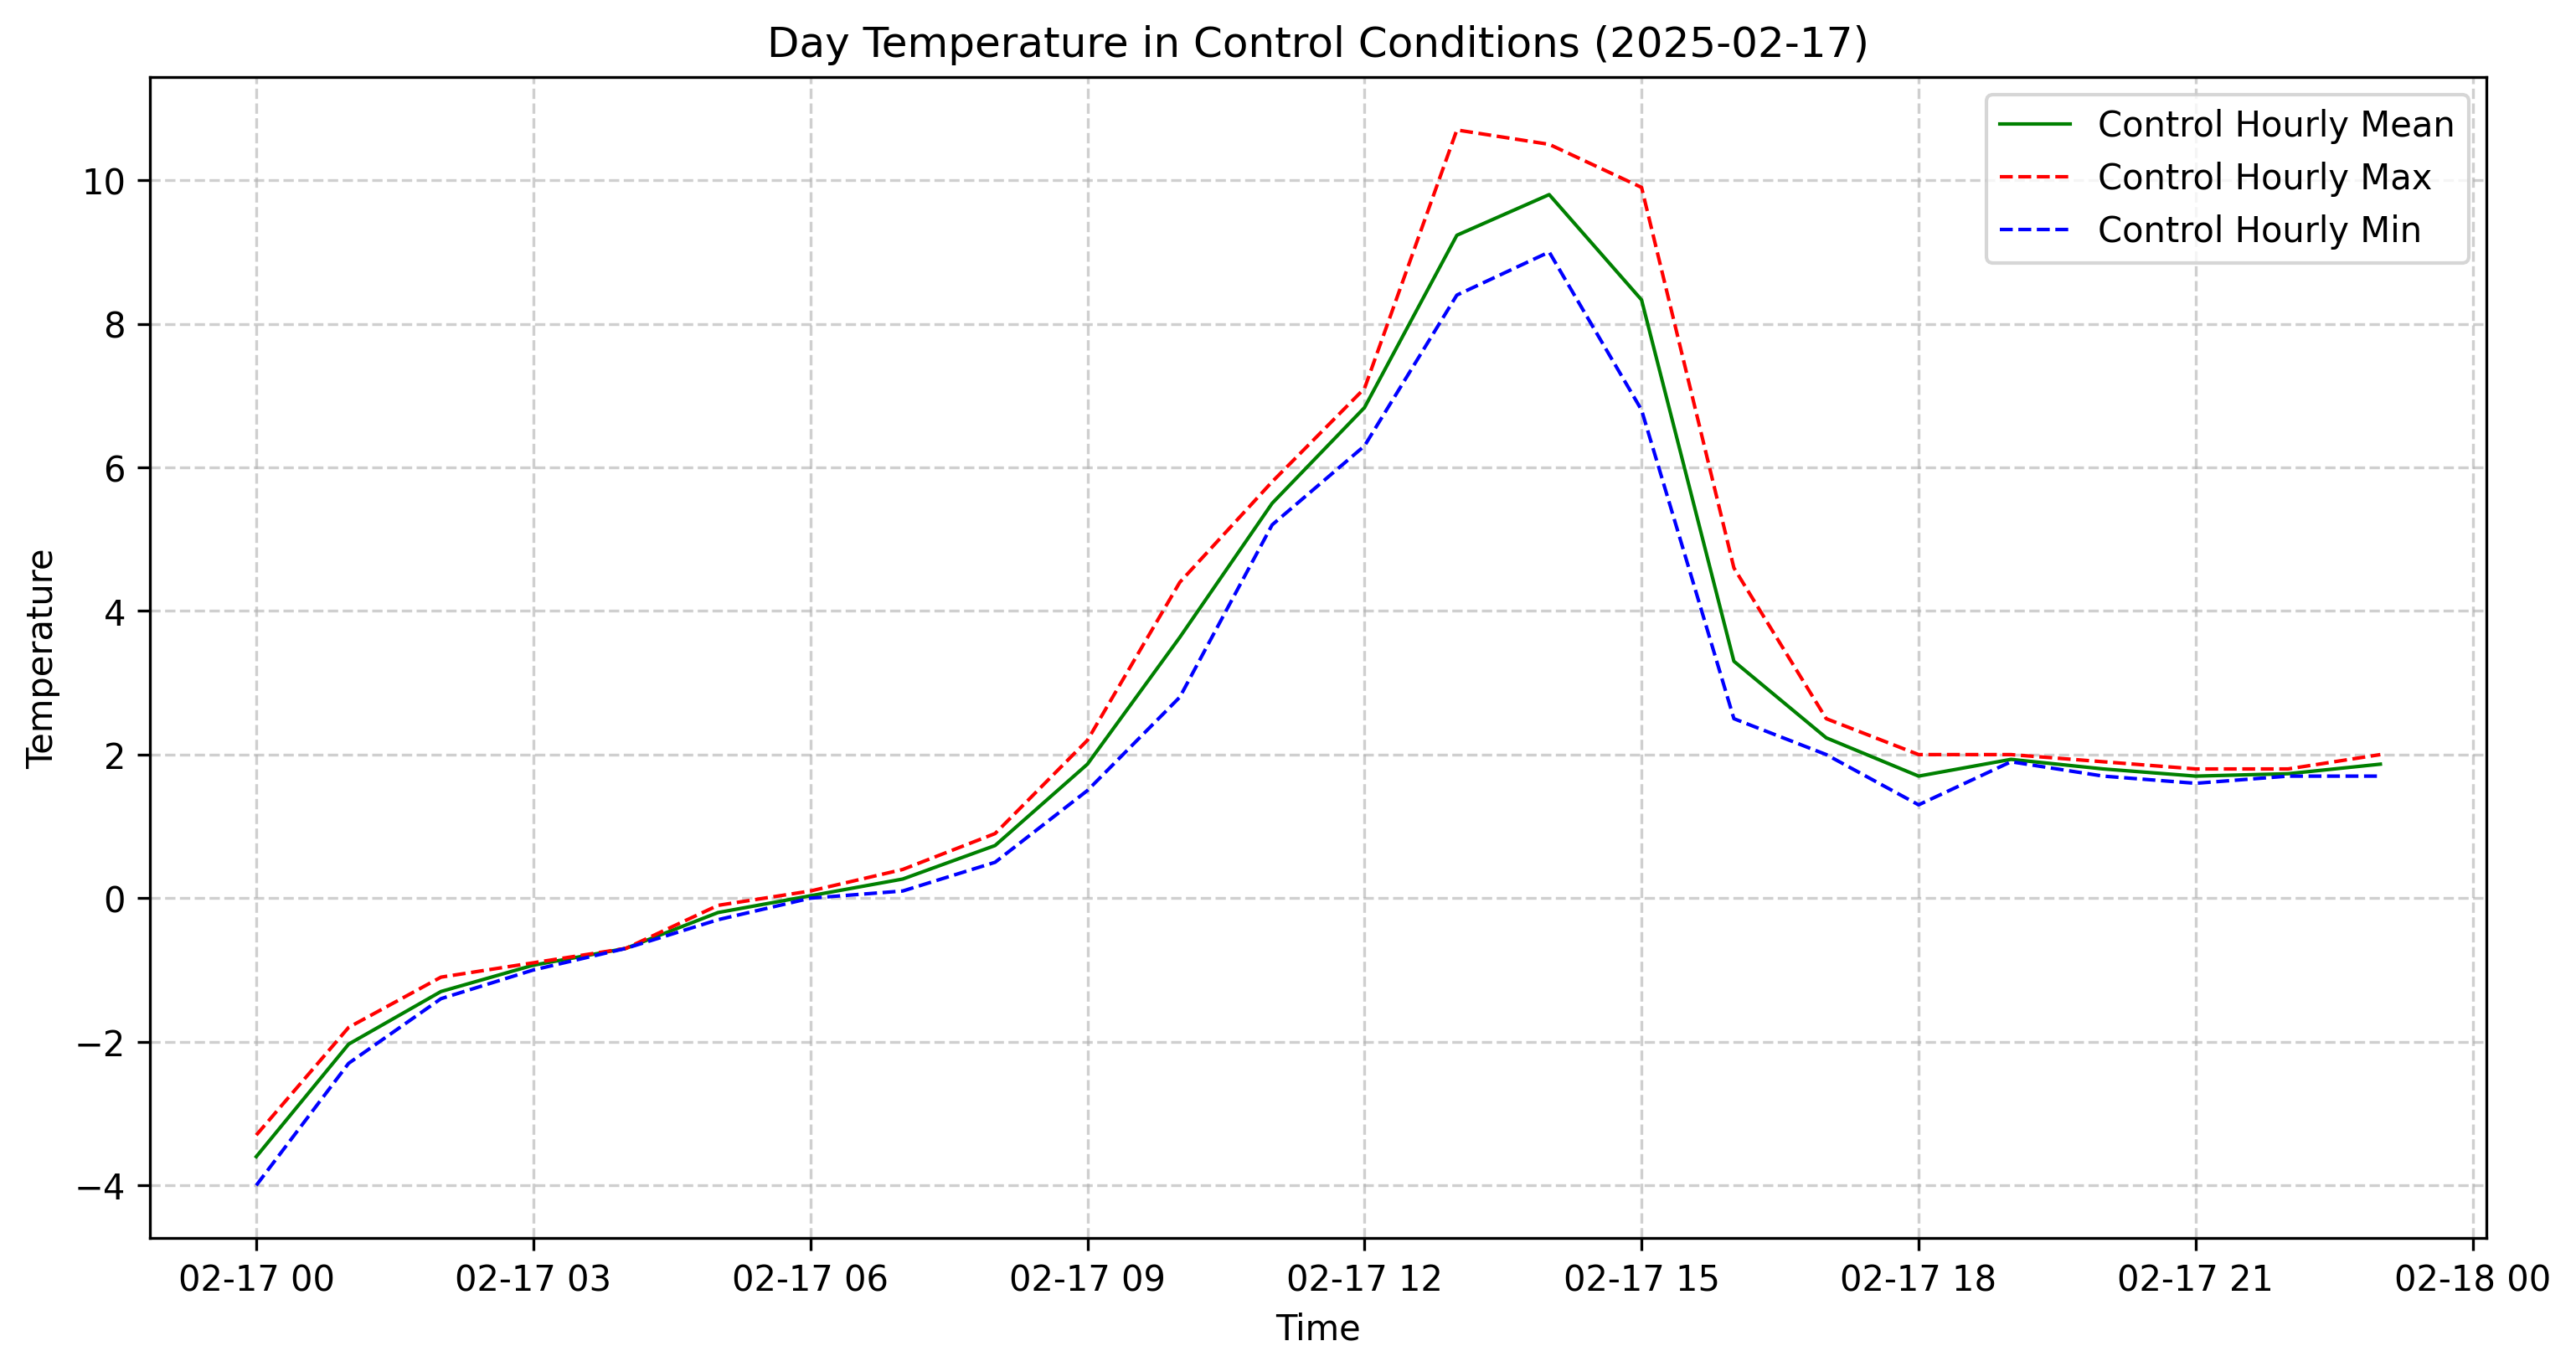 Day Temperature in Control Conditions (2025-02-17)
Control Hourly Mean
Control Hourly Max
Control Hourly Min
Temperature
10
8
6
4
2
0
−2
−4
02-17 00 02-17 03 02-17 06 02-17 09 02-17 12 02-17 15 02-17 18 02-17 21 02-18 00
Time